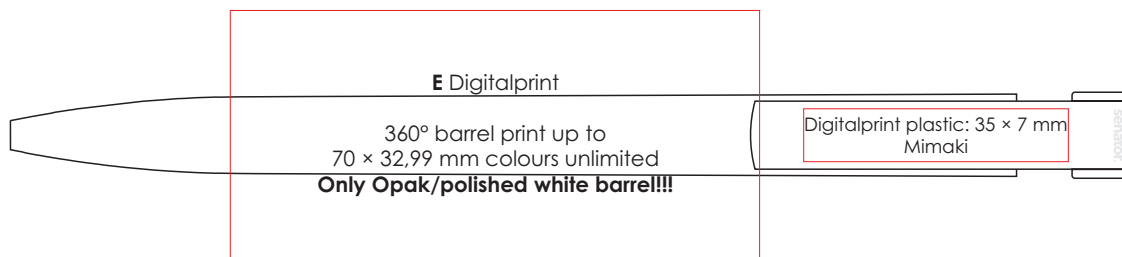 E Digitalprint
360° barrel print up to
70 × 32,99 mm colours unlimited
Only Opak/polished white barrel!!!
Digitalprint plastic: 35 × 7 mm
Mimaki
senator